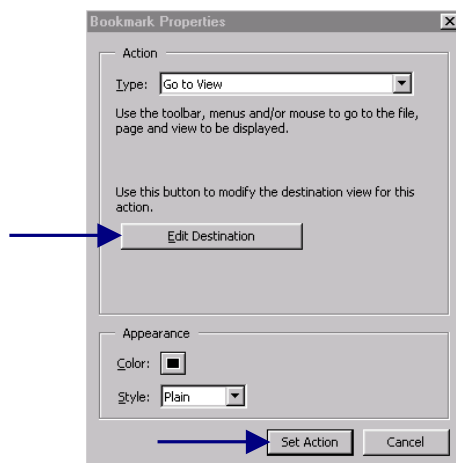 Bookmark Properties
Action
Type: Go to View
Use the toolbar, menus and/or mouse to go to the file,
page and view to be displayed.
Use this button to modify the destination view for this
action.
Edit Destination
Appearance
Color:
Style: Plain
Set Action Cancel